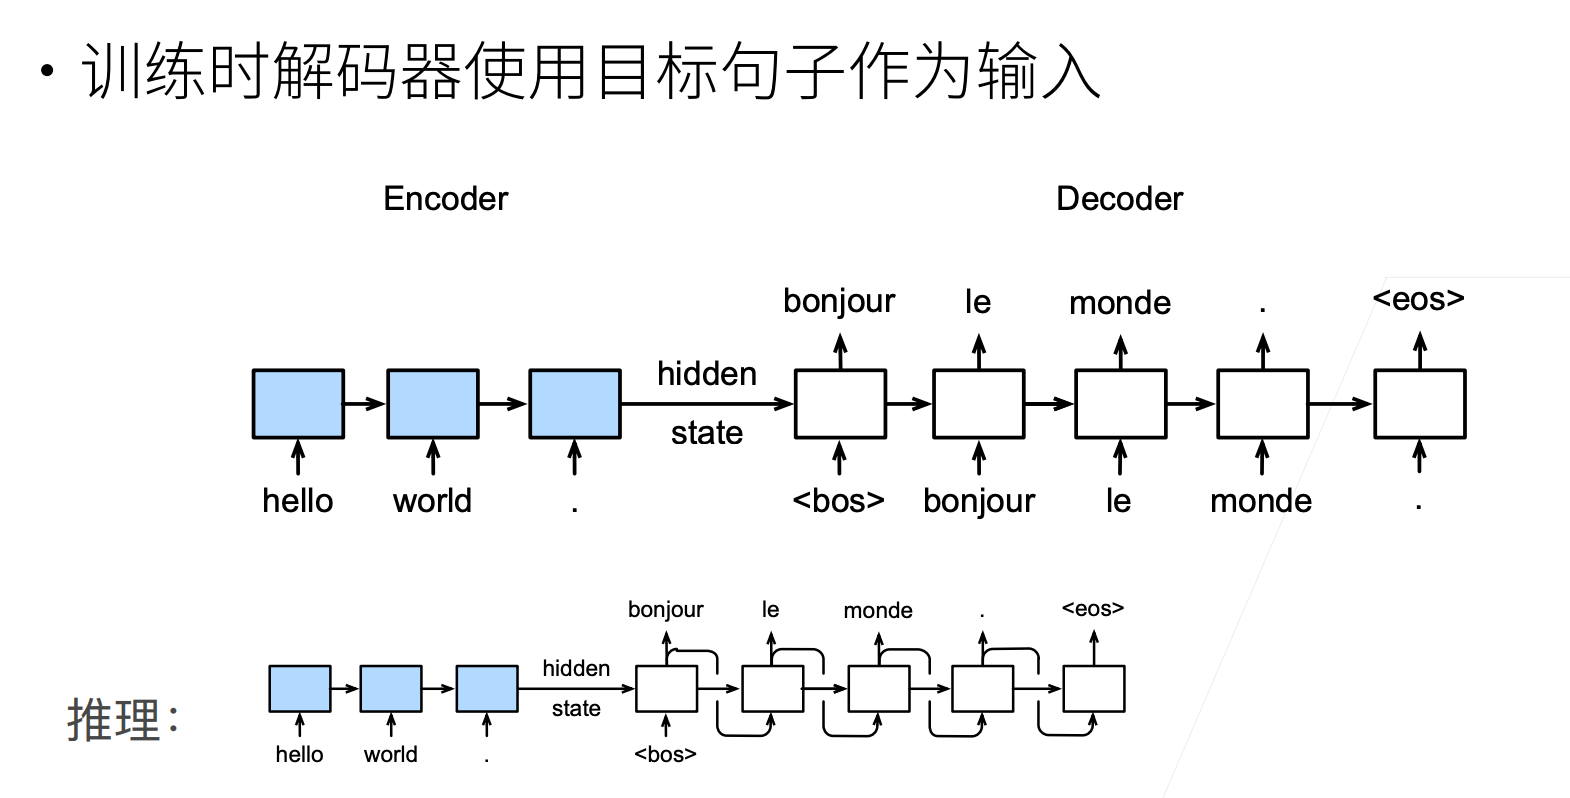 • 训练时解码器使用目标句子作为输入
Encoder Decoder
bonjour le monde . <eos>
hidden
state
hello world . <bos> bonjour le monde .
bonjour le monde . <eos>
hidden
state
推理：
hello world . <bos>